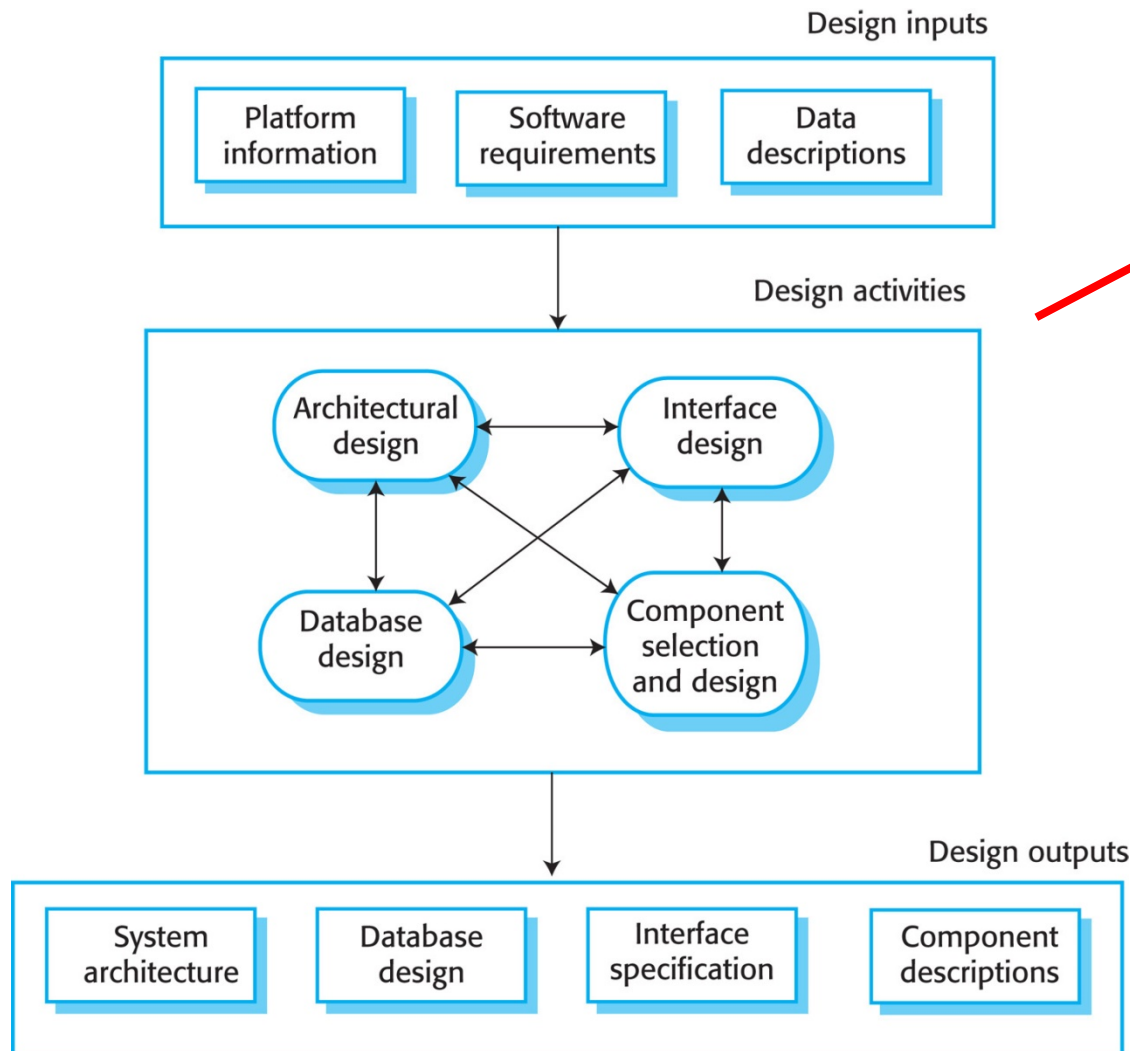 Design inputs
Platform
information
Software
requirements
Data
descriptions
Design activities
Architectural
design
Interface
design
Database
design
Component
selection
and design
Design outputs
System
architecture
Database
design
Interface
specification
Component
descriptions